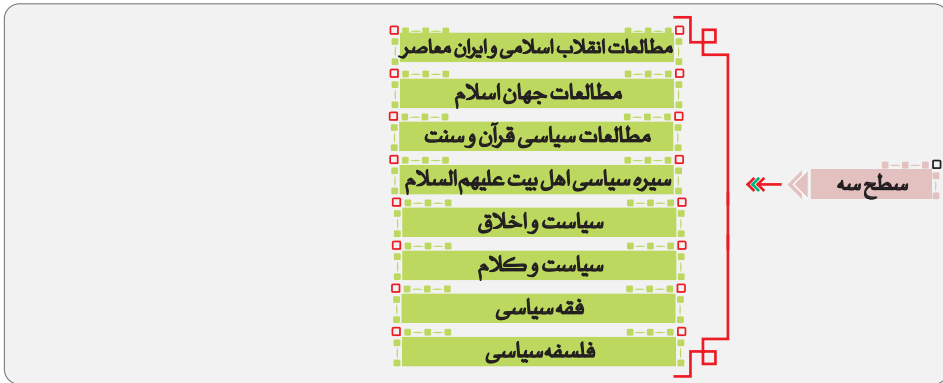 سطح سه
مطالعات انقلاب اسلامی و ایران معاصر
مطالعات جهان اسلام
مطالعات سیاسی قرآن و سنت
سیره سیاسی اهل بیت علیهم السلام
سیاست و اخلاق
سیاست و کلام
فقه سیاسی
فلسفه سیاسی